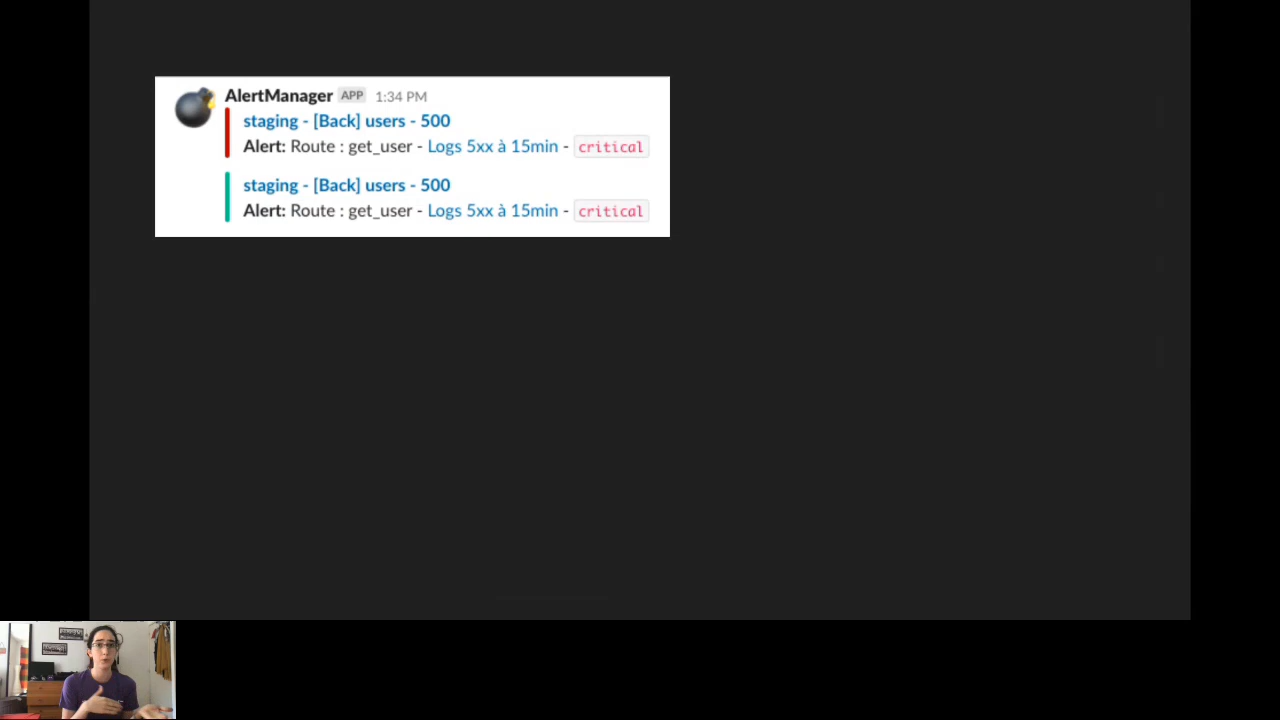 AlertManager APP 1:34 PM
staging - [Back] users - 500
Alert: Route : get_user - Logs 5xx à 15min - critical
staging - [Back] users - 500
Alert: Route : get_user - Logs 5xx à 15min - critical